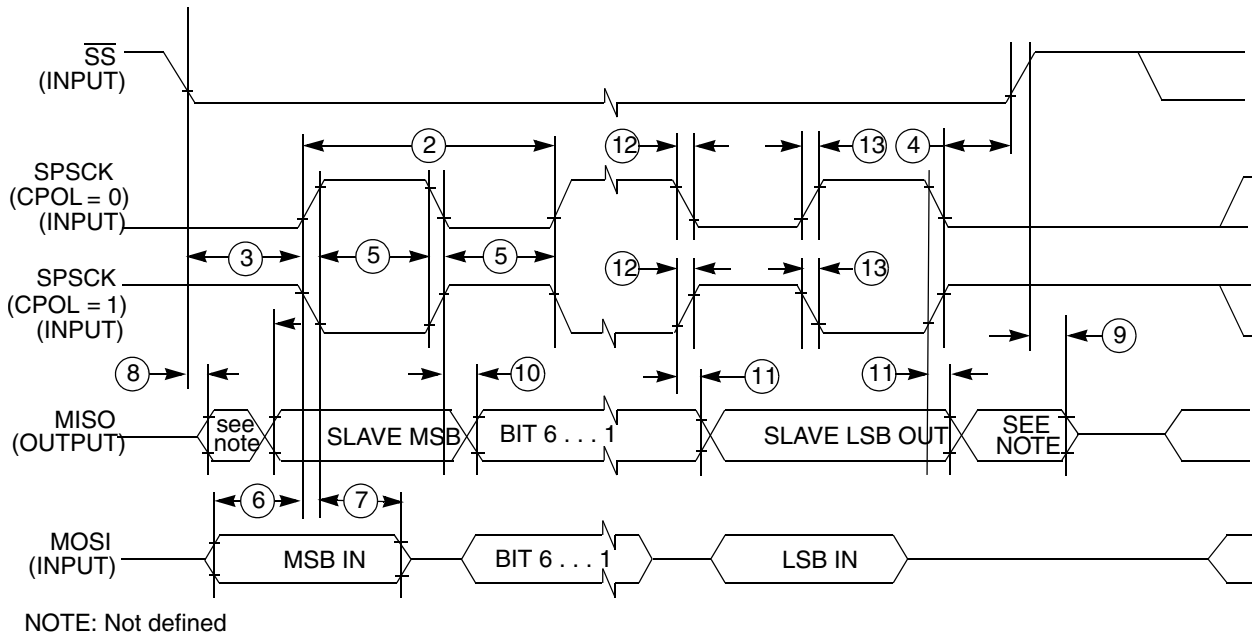 SS
(INPUT)
2
12
13
4
SPSCK
(CPOL = 0)
(INPUT)
3
5
5
12
13
SPSCK
(CPOL = 1)
(INPUT)
9
8
10
11
11
MISO
(OUTPUT)
see
note
SLAVE MSB
BIT 6 . . . 1
SLAVE LSB OUT
SEE
NOTE
6
7
MOSI
(INPUT)
MSB IN
BIT 6 . . . 1
LSB IN
NOTE: Not defined